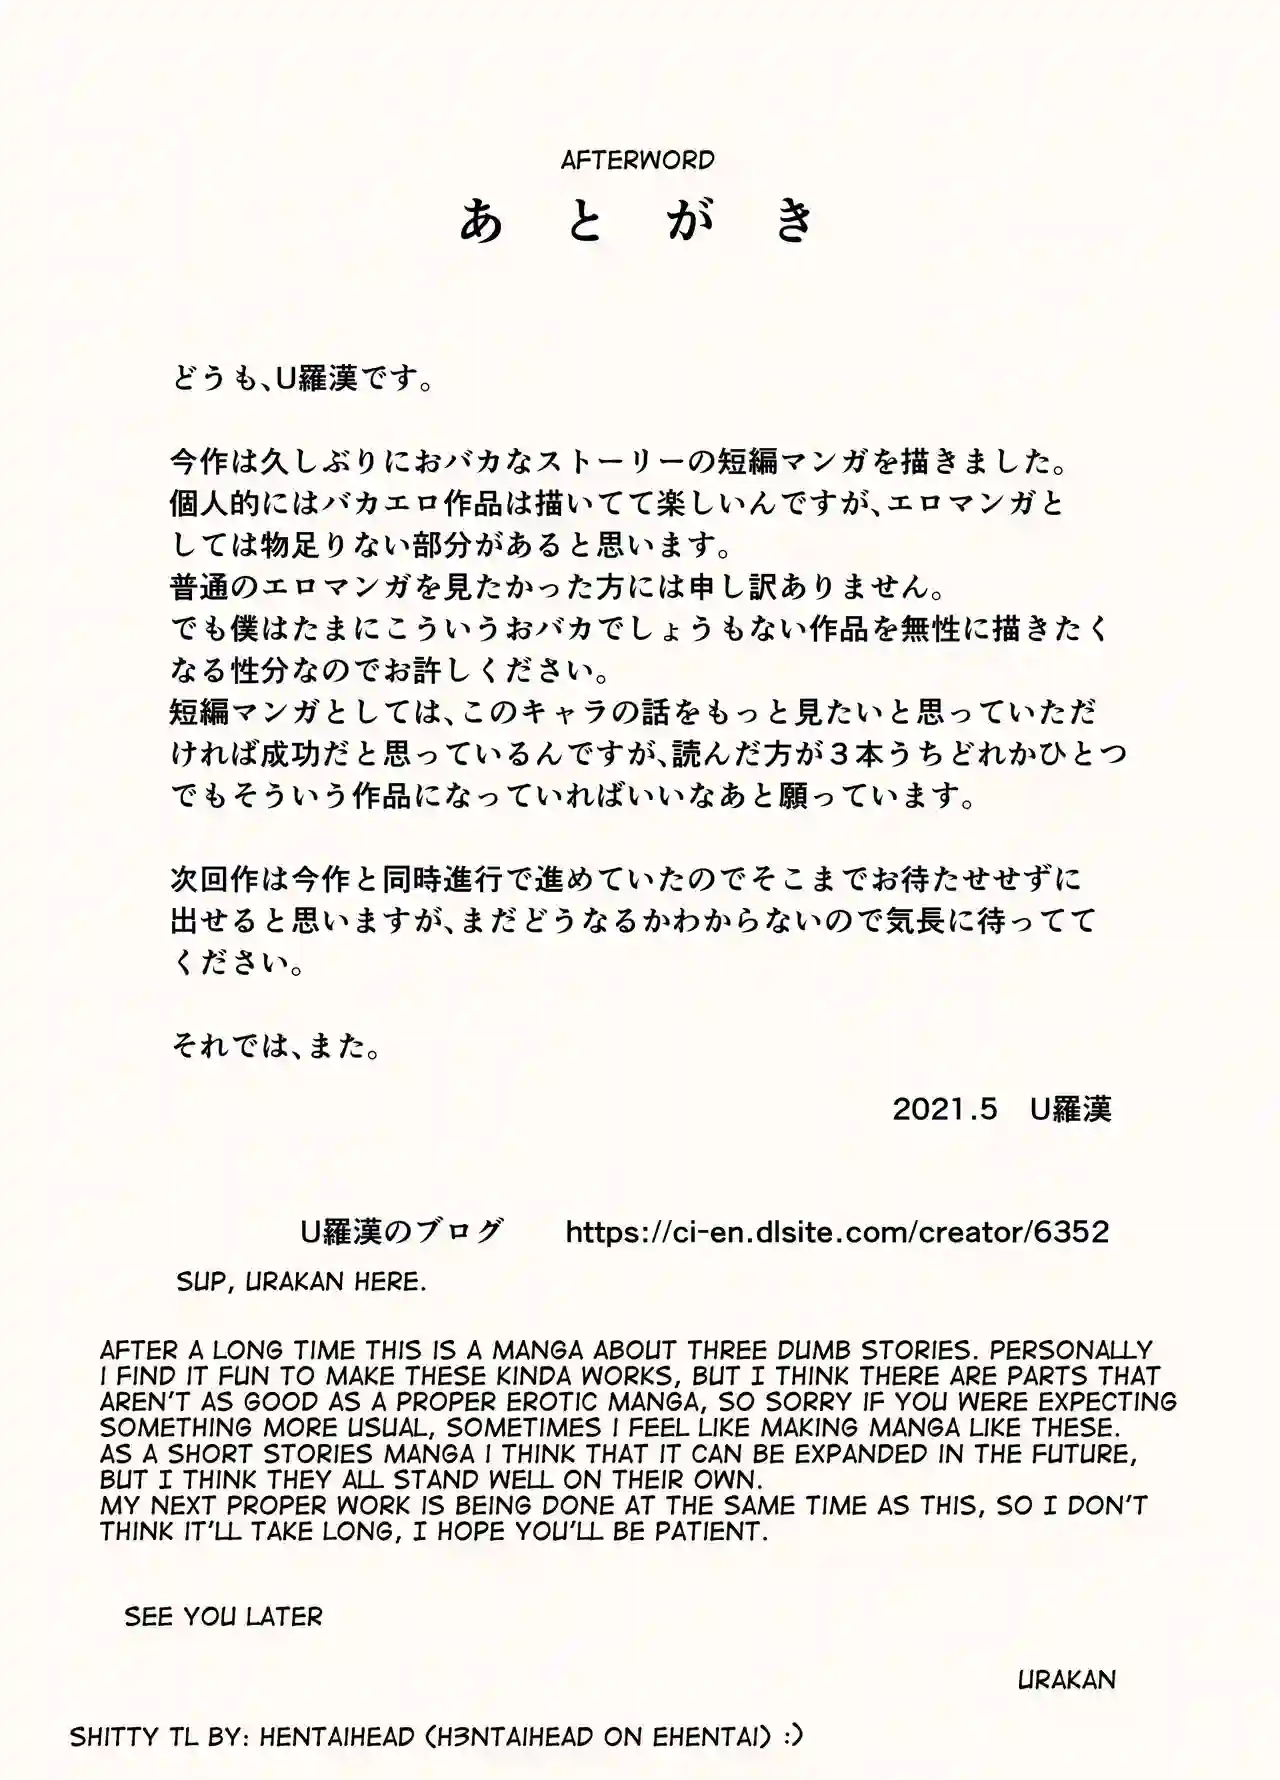 AFTERWORD
あとがき
どうも、U羅漢です。
今作は久しぶりにおバカなストーリーの短編マンガを描きました。
個人的にはバカエロ作品は描いてて楽しいんですが、エロマンガと
しては物足りない部分があると思います。
普通のエロマンガを見たかった方には申し訳ありません。
でも僕はたまにこういうおバカでしょうもない作品を無性に描きたく
なる性分なのでお許しください。
短編マンガとしては、このキャラの話をもっと見たいと思っていただ
ければ成功だと思っているんですが、読んだ方が３本うちどれかひとつ
でもそういう作品になっていればいいなあと願っています。
次回作は今作と同時進行で進めていたのでそこまでお待たせせずに
出せると思いますが、まだどうなるかわからないので気長に待ってて
ください。
それでは、また。
2021.5　U羅漢
U羅漢のブログ　https://ci-en.dlsite.com/creator/6352
SUP, URAKAN HERE.
AFTER A LONG TIME THIS IS A MANGA ABOUT THREE DUMB STORIES. PERSONALLY
I FIND IT FUN TO MAKE THESE KINDA WORKS, BUT I THINK THERE ARE PARTS THAT
AREN'T AS GOOD AS A PROPER EROTIC MANGA, SO SORRY IF YOU WERE EXPECTING
SOMETHING MORE USUAL, SOMETIMES I FEEL LIKE MAKING MANGA LIKE THESE.
AS A SHORT STORIES MANGA I THINK THAT IT CAN BE EXPANDED IN THE FUTURE,
BUT I THINK THEY ALL STAND WELL ON THEIR OWN.
MY NEXT PROPER WORK IS BEING DONE AT THE SAME TIME AS THIS, SO I DON'T
THINK IT'LL TAKE LONG, I HOPE YOU'LL BE PATIENT.
SEE YOU LATER
URAKAN
SHITTY TL BY: HENTAIHEAD (H3NTAIHEAD ON EHENTAI) :)